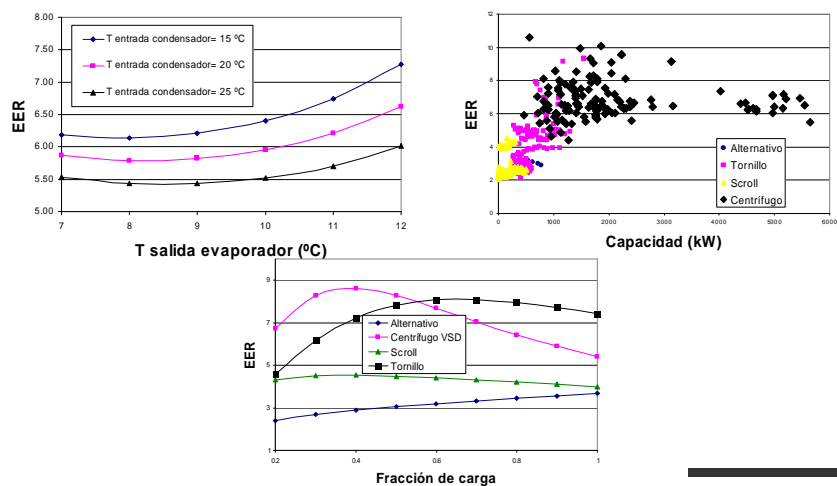 8.00
7.50
7.00
6.50
6.00
5.50
5.00
EER
T entrada condensador= 15 ºC
T entrada condensador= 20 ºC
T entrada condensador= 25 ºC
7 8 9 10 11 12
T salida evaporador (ºC)
12
10
8
6
4
2
0
EER
Alternativo
Tornillo
Scroll
Centrífugo
0 1000 2000 3000 4000 5000 6000
Capacidad (kW)
9
7
5
3
1
EER
Alternativo
Centrífugo VSD
Scroll
Tornillo
0.2 0.4 0.6 0.8 1
Fracción de carga